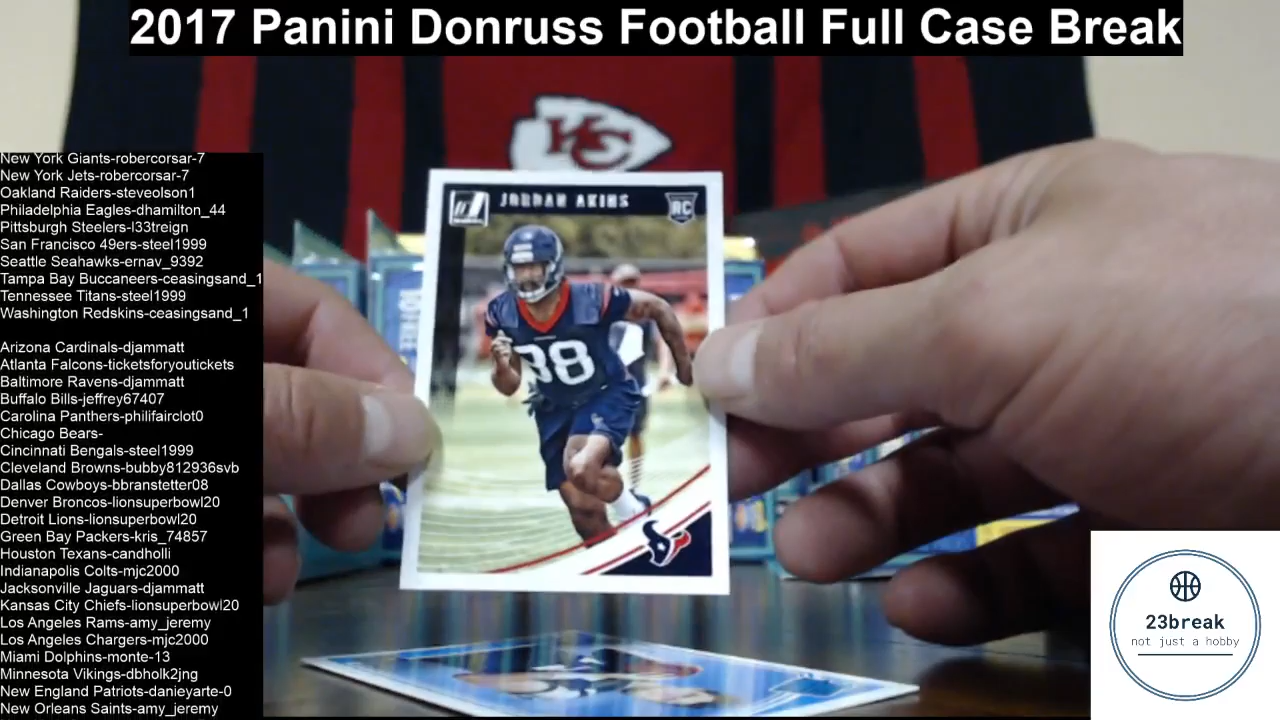 2017 Panini Donruss Football Full Case Break
New York Giants-robercorsar-7
New York Jets-robercorsar-7
Oakland Raiders-steveolson1
Philadelphia Eagles-dhamilton_44
Pittsburgh Steelers-l33treign
San Francisco 49ers-steel1999
Seattle Seahawks-ernav_9392
Tampa Bay Buccaneers-ceasingsand_1
Tennessee Titans-steel1999
Washington Redskins-ceasingsand_1
Arizona Cardinals-djammatt
Atlanta Falcons-ticketsforyoutickets
Baltimore Ravens-djammatt
Buffalo Bills-jeffrey67407
Carolina Panthers-philifairclot0
Chicago Bears-
Cincinnati Bengals-steel1999
Cleveland Browns-bubby812936svb
Dallas Cowboys-bbranstetter08
Denver Broncos-lionsuperbowl20
Detroit Lions-lionsuperbowl20
Green Bay Packers-kris_74857
Houston Texans-candholli
Indianapolis Colts-mjc2000
Jacksonville Jaguars-djammatt
Kansas City Chiefs-lionsuperbowl20
Los Angeles Rams-amy_jeremy
Los Angeles Chargers-mjc2000
Miami Dolphins-monte-13
Minnesota Vikings-dbholk2jng
New England Patriots-danieyarte-0
New Orleans Saints-amy_jeremy
KC
JORDAN AKINS
RC
88
23break
not just a hobby